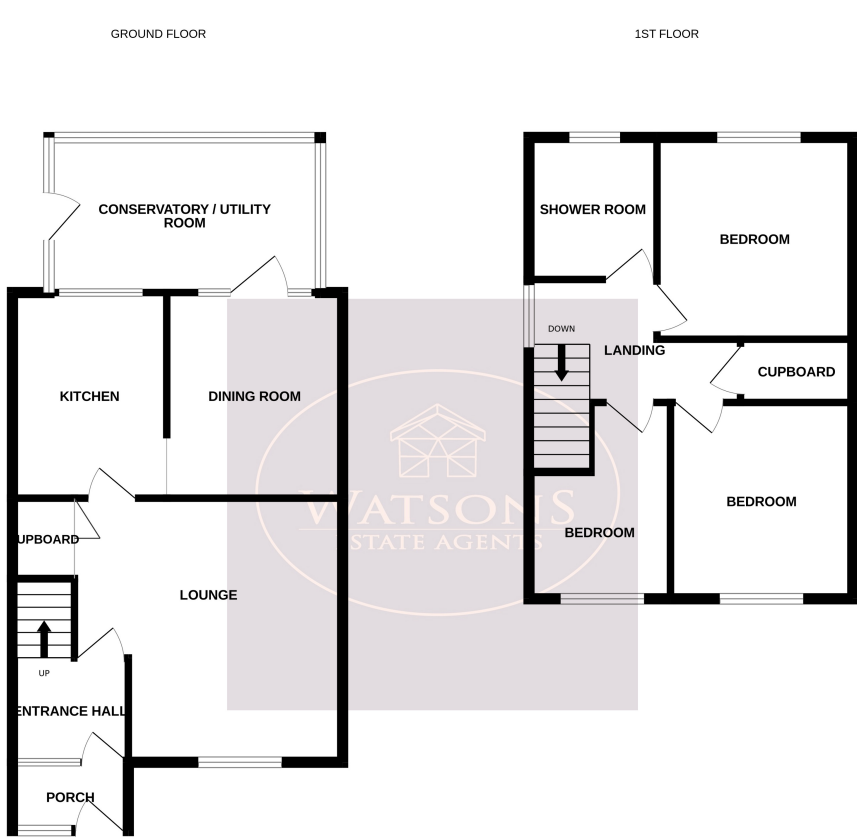 GROUND FLOOR
1ST FLOOR
CONSERVATORY / UTILITY
ROOM
KITCHEN
DINING ROOM
UPBOARD
LOUNGE
UP
ENTRANCE HALL
PORCH
SHOWER ROOM
BEDROOM
DOWN
LANDING
CUPBOARD
BEDROOM
BEDROOM
WATSONS
ESTATE AGENTS